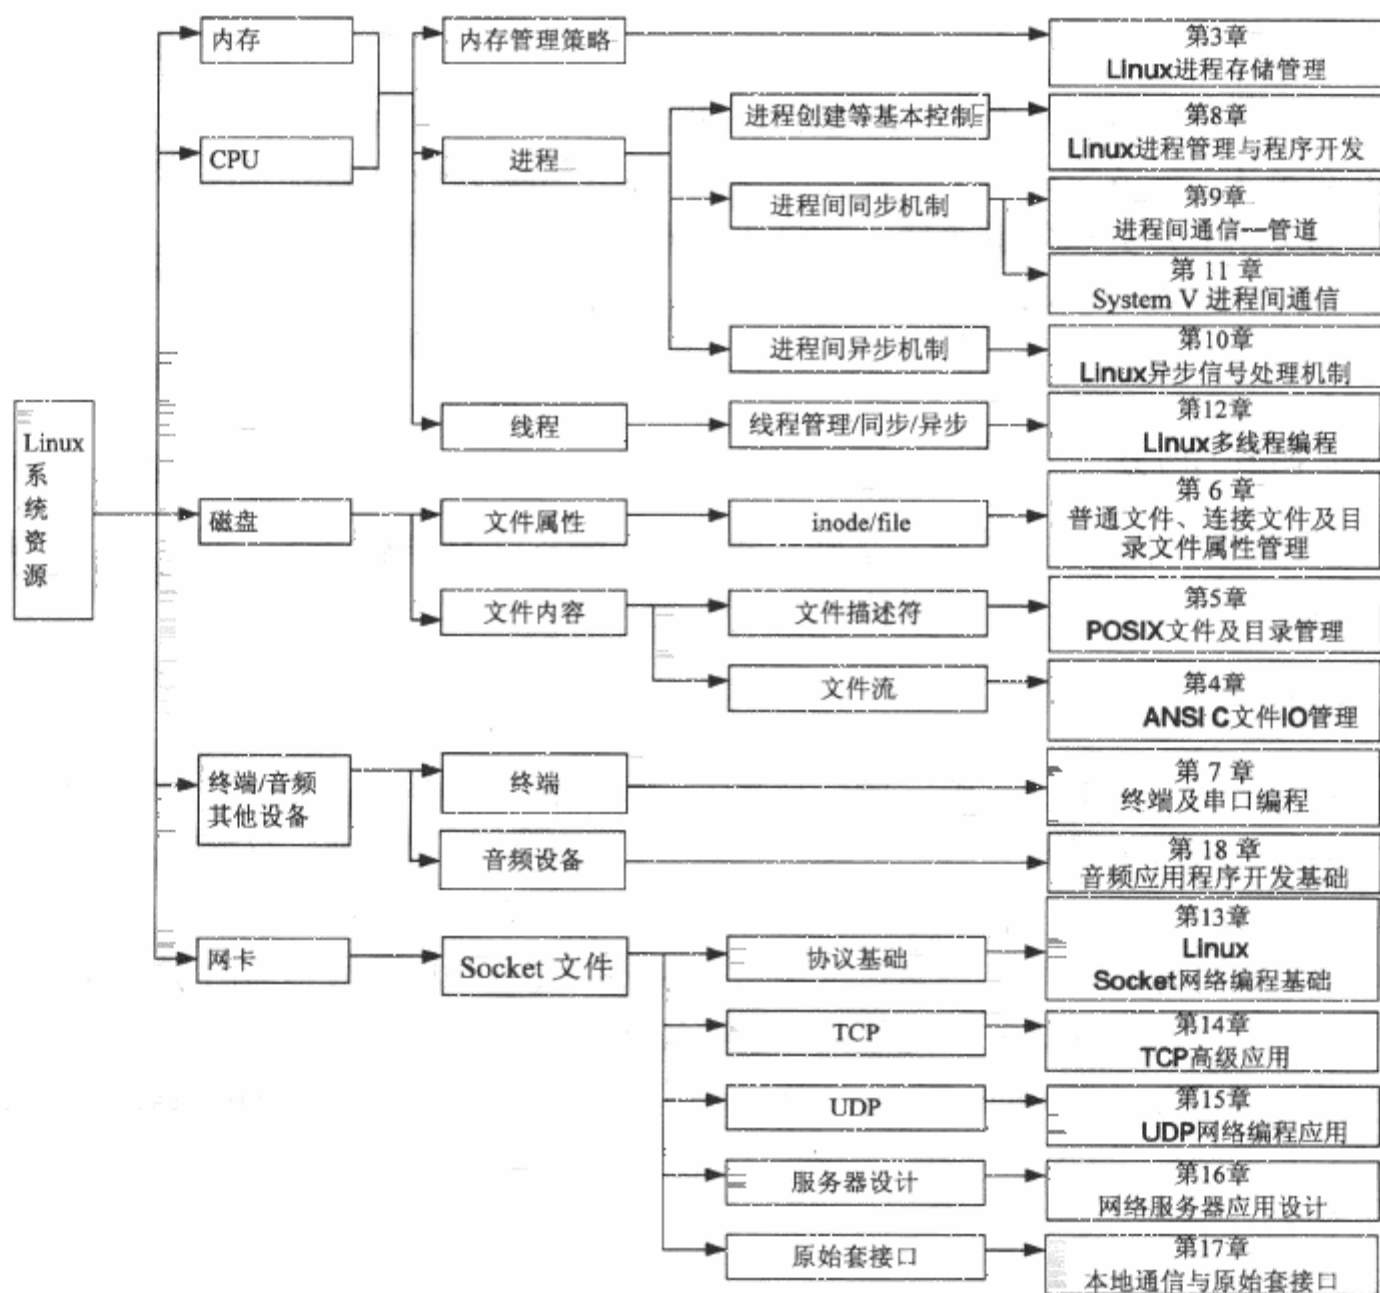 Linux
系
统
资
源
内存
CPU
磁盘
终端/音频
其他设备
网卡
内存管理策略
进程
线程
文件属性
文件内容
终端
音频设备
Socket 文件
进程创建等基本控制
进程间同步机制
进程间异步机制
线程管理/同步/异步
inode/file
文件描述符
文件流
协议基础
TCP
UDP
服务器设计
原始套接口
第3章
Linux进程存储管理
第8章
Linux进程管理与程序开发
第9章
进程间通信—管道
第 11 章
System V 进程间通信
第10章
Linux异步信号处理机制
第12章
Linux多线程编程
第 6 章
普通文件、连接文件及目
录文件属性管理
第5章
POSIX文件及目录管理
第4章
ANSI C文件IO管理
第 7 章
终端及串口编程
第 18 章
音频应用程序开发基础
第13章
Linux
Socket网络编程基础
第14章
TCP高级应用
第15章
UDP网络编程应用
第16章
网络服务器应用设计
第17章
本地通信与原始套接口